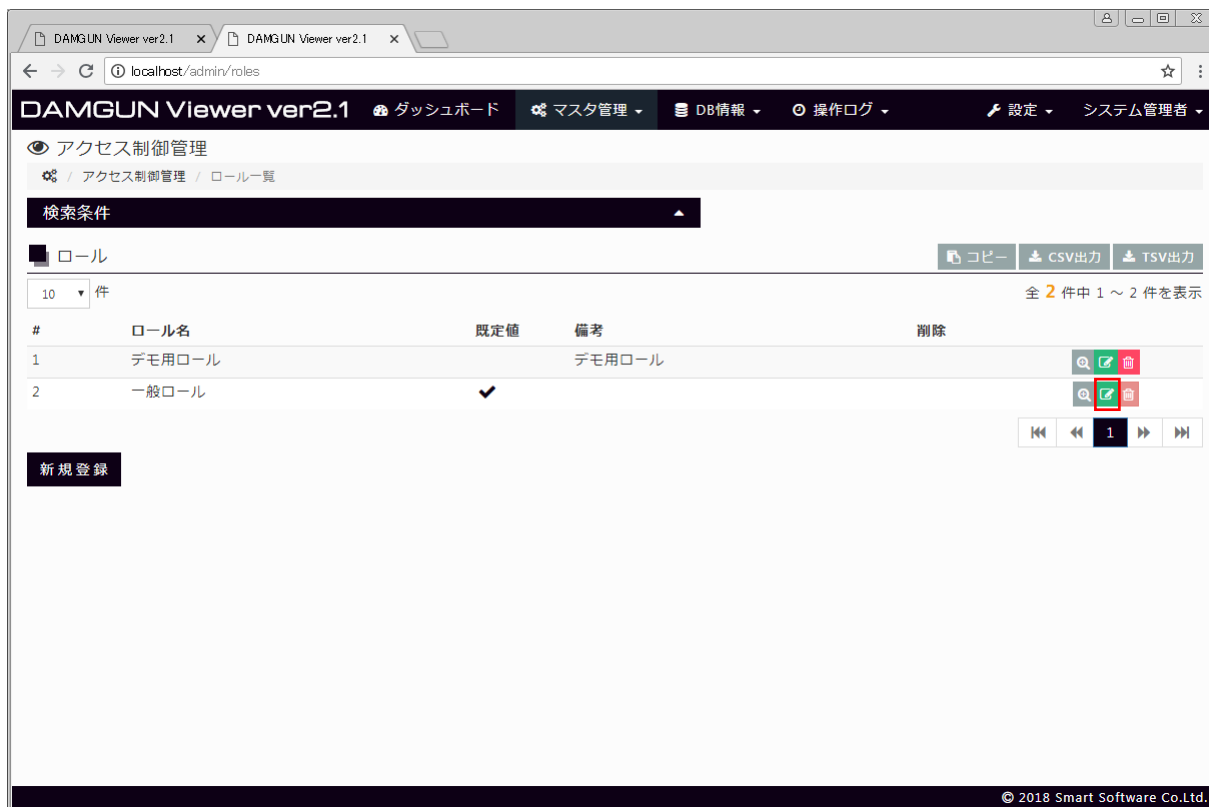 DAMGUN Viewer ver2.1 DAMGUN Viewer ver2.1
localhost/admin/roles
DAMGUN Viewer ver2.1 ダッシュボード マスタ管理 DB情報 操作ログ 設定 システム管理者
アクセス制御管理
/ アクセス制御管理 / ロール一覧
検索条件
ロール コピー CSV出力 TSV出力
10 件 全 2 件中 1 ～ 2 件を表示
# ロール名 既定値 備考 削除
1 デモ用ロール デモ用ロール
2 一般ロール
1
新規登録
© 2018 Smart Software Co.Ltd.